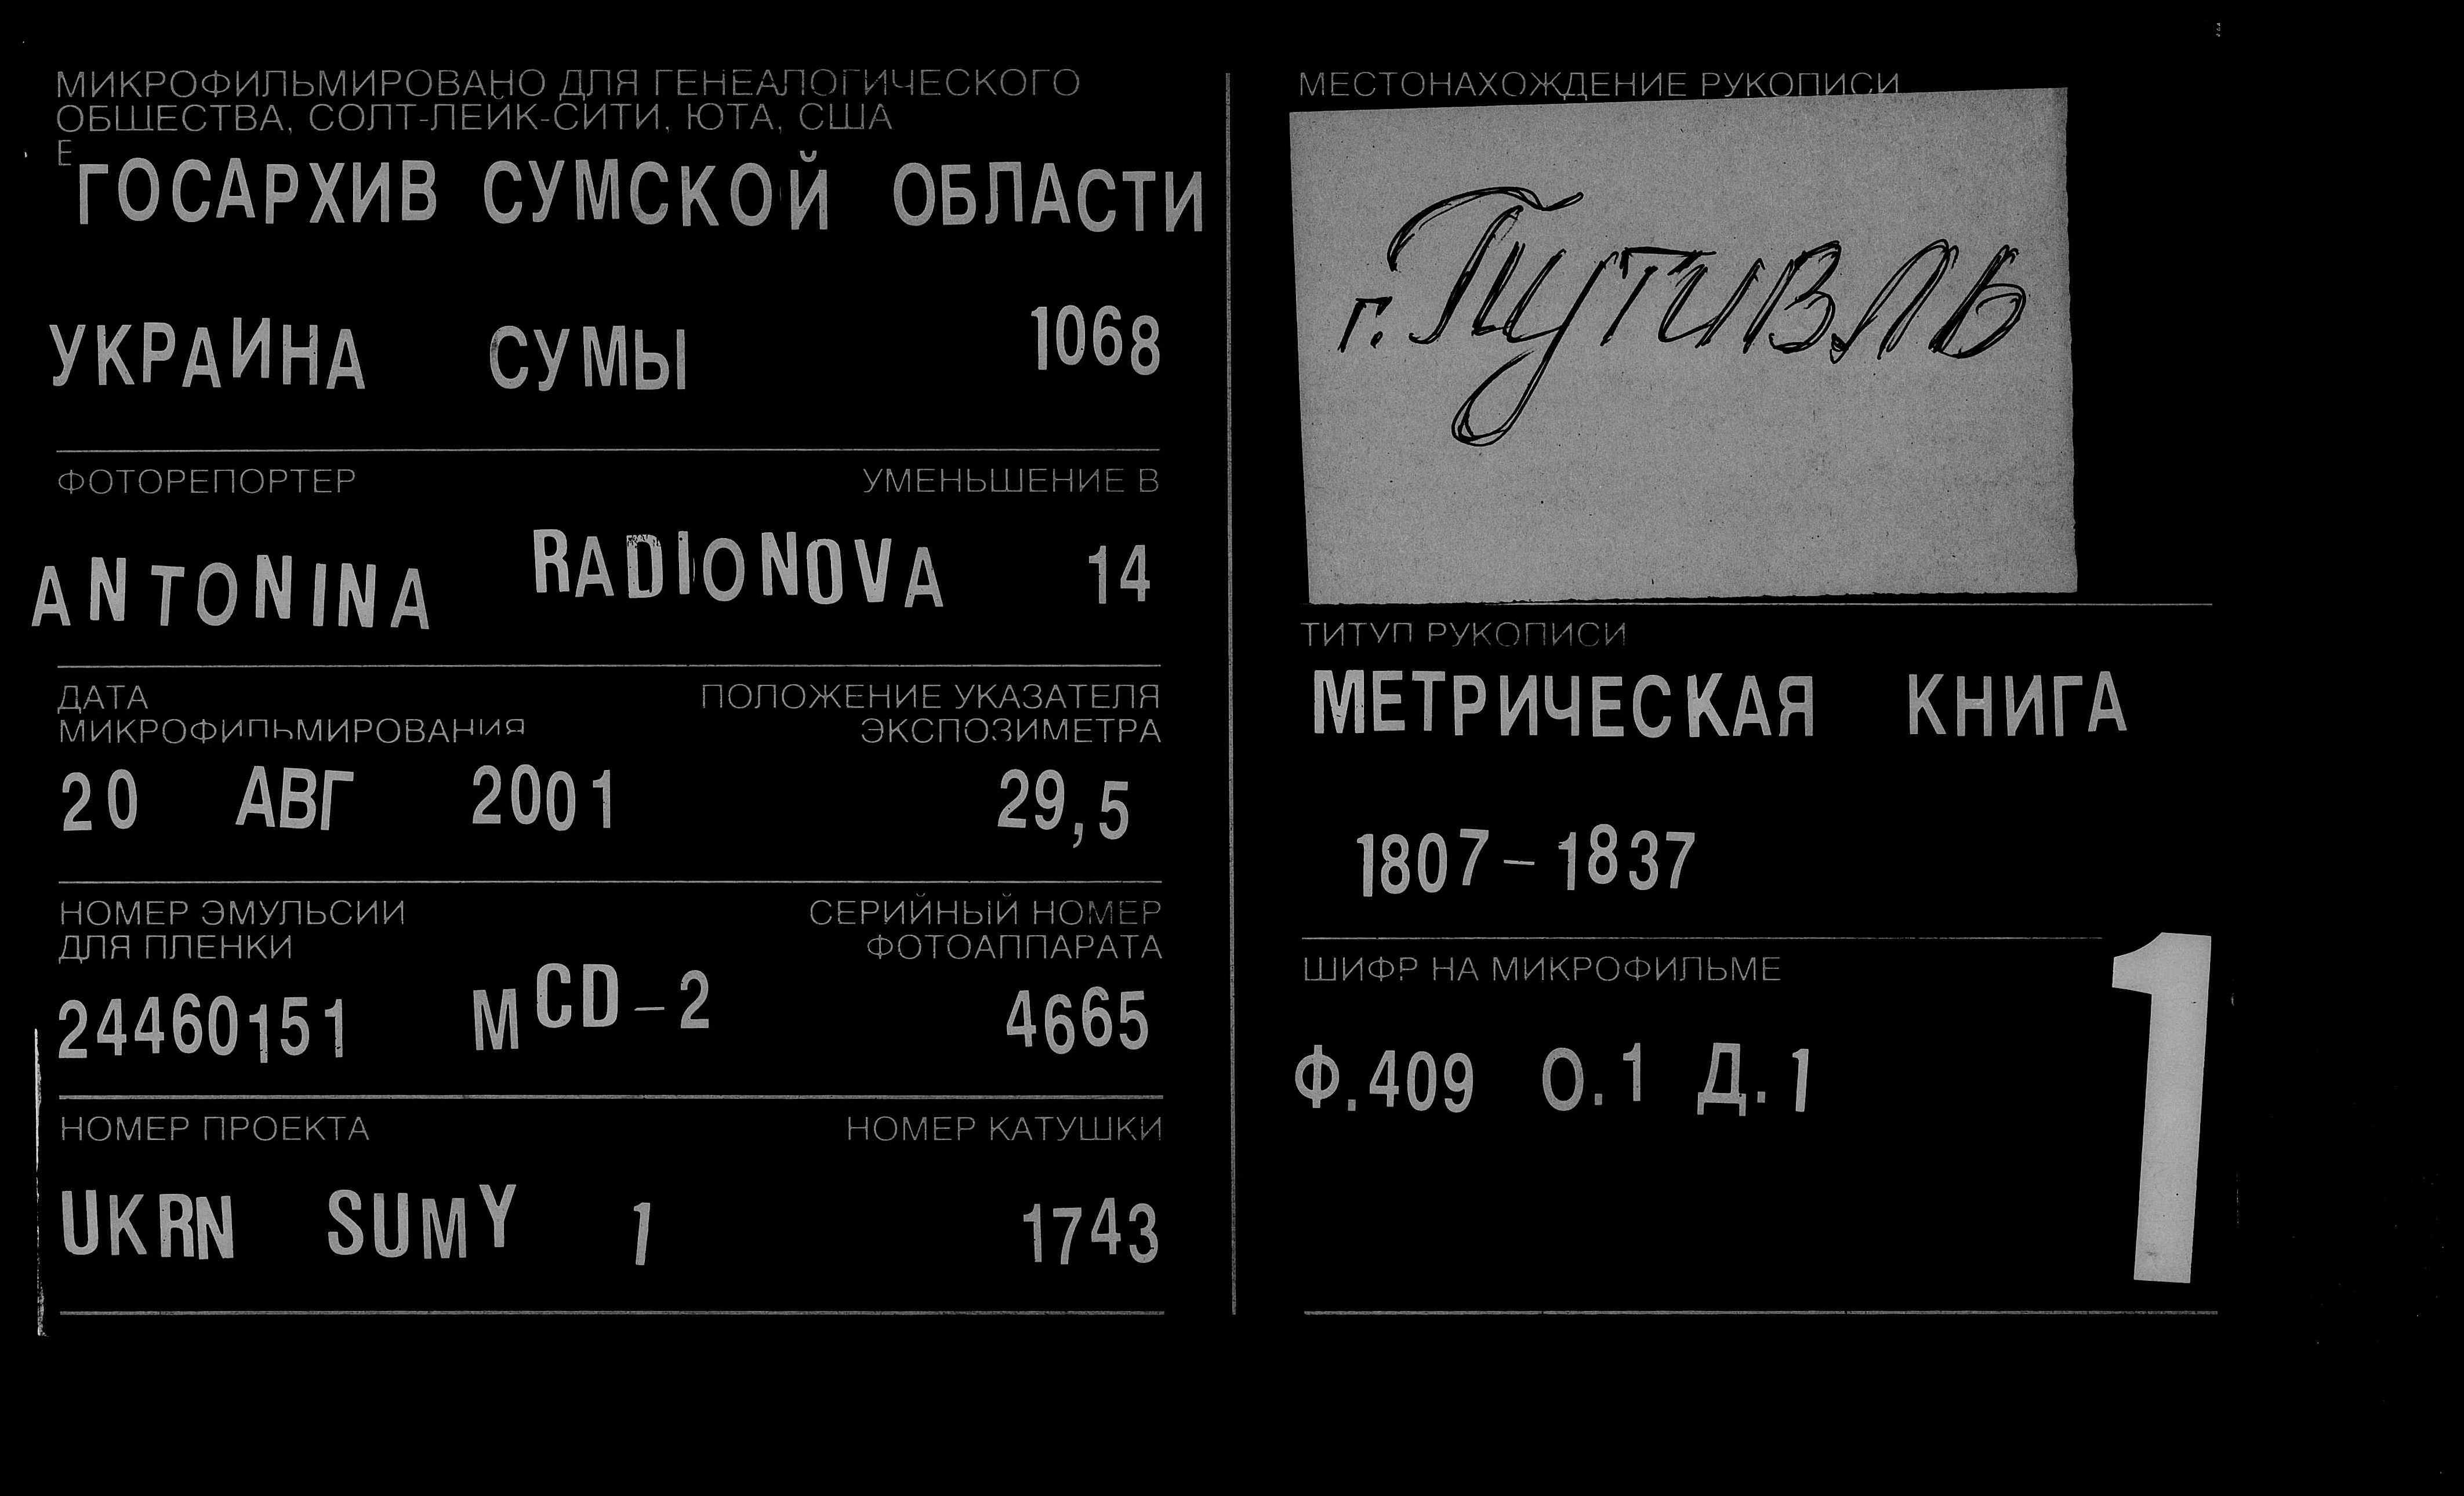 МИКРОФИЛЬМИРОВАНО ДЛЯ ГЕНЕАЛОГИЧЕСКОГО
ОБЩЕСТВА, СОЛТ-ЛЕЙК-СИТИ, ЮТА, США
Е
ГОСАРХИВ СУМСКОЙ ОБЛАСТИ
УКРАИНА СУМЫ 1068
ФОТОРЕПОРТЕР УМЕНЬШЕНИЕ В
ANTONINA RADIONOVA 14
ДАТА ПОЛОЖЕНИЕ УКАЗАТЕЛЯ
МИКРОФИЛЬМИРОВАНИЯ ЭКСПОЗИМЕТРА
20 АВГ 2001 29,5
НОМЕР ЭМУЛЬСИИ СЕРИЙНЫЙ НОМЕР
ДЛЯ ПЛЕНКИ ФОТОАППАРАТА
24460151 MCD-2 4665
НОМЕР ПРОЕКТА НОМЕР КАТУШКИ
UKRN SUMY 1 1743
МЕСТОНАХОЖДЕНИЕ РУКОПИСИ
г. Путивль
ТИТУЛ РУКОПИСИ
МЕТРИЧЕСКАЯ КНИГА
1807-1837
ШИФР НА МИКРОФИЛЬМЕ
Ф.409 О.1 Д.1
1